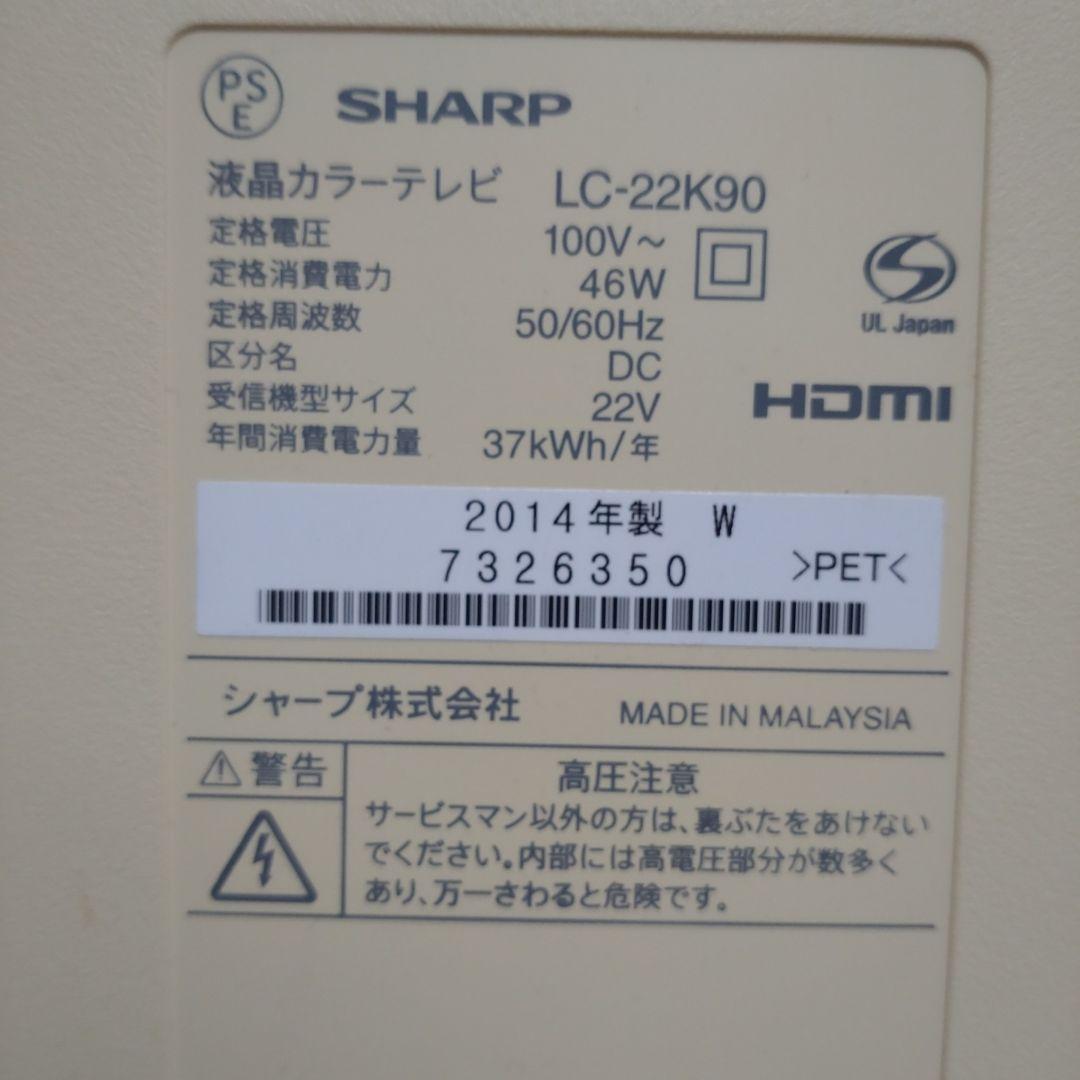 PS
E
SHARP
液晶カラーテレビ LC-22K90
定格電圧 100V～
定格消費電力 46W
定格周波数 50/60Hz
区分名 DC
受信機型サイズ 22V
年間消費電力量 37kWh/年
UL Japan
HDMI
2014年製 W
7326350 >PET<
シャープ株式会社 MADE IN MALAYSIA
警告
高圧注意
サービスマン以外の方は、裏ぶたをあけない
でください。内部には高電圧部分が数多く
あり、万一さわると危険です。